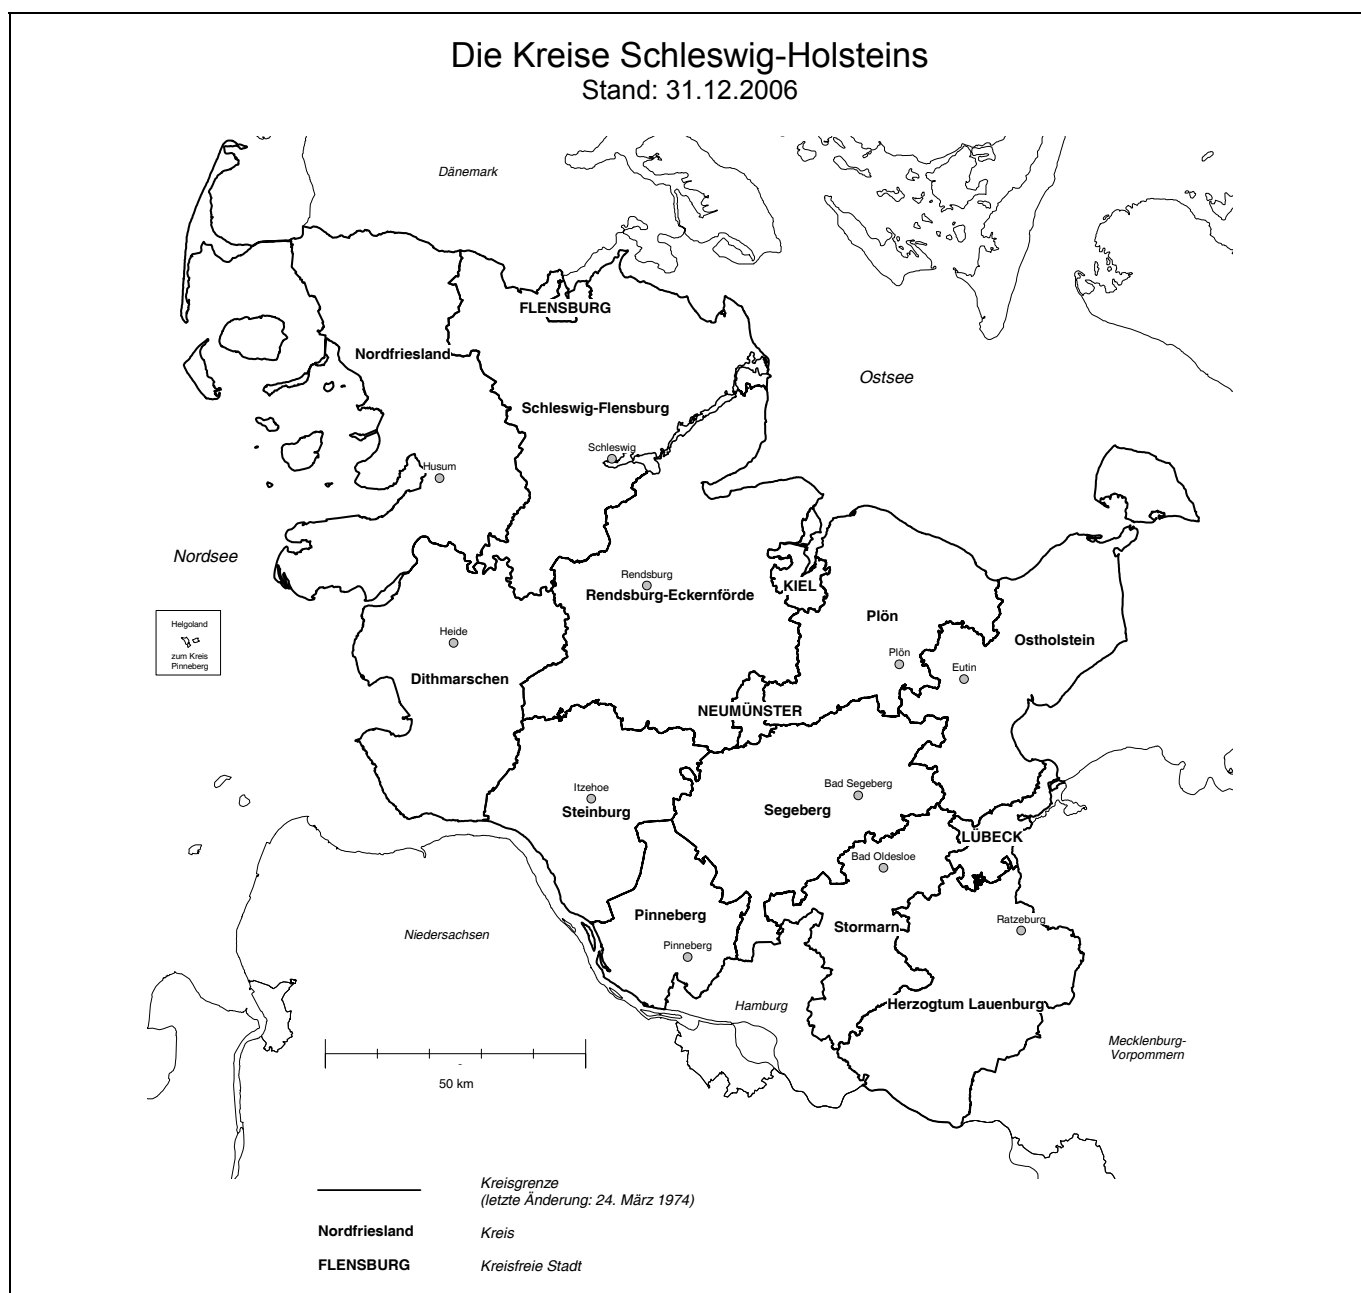 Die Kreise Schleswig-Holsteins
Stand: 31.12.2006
Dänemark
FLENSBURG
Nordfriesland
Ostsee
Schleswig-Flensburg
Schleswig
Husum
Nordsee
Rendsburg
Rendsburg-Eckernförde
KIEL
Plön
Helgoland
zum Kreis
Pinneberg
Heide
Ostholstein
Plön
Eutin
Dithmarschen
NEUMÜNSTER
Itzehoe
Steinburg
Bad Segeberg
Segeberg
LÜBECK
Bad Oldesloe
Pinneberg
Stormarn
Ratzeburg
Niedersachsen
Pinneberg
Hamburg
Herzogtum Lauenburg
Mecklenburg-
Vorpommern
50 km
Kreisgrenze
(letzte Änderung: 24. März 1974)
Nordfriesland Kreis
FLENSBURG Kreisfreie Stadt